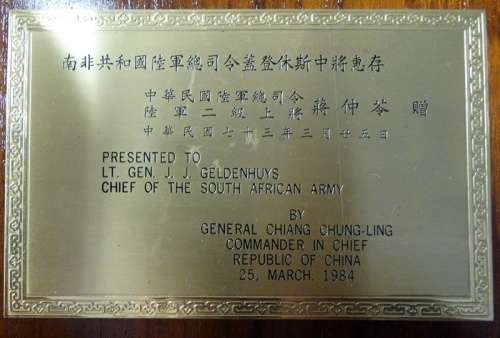 南非共和國陸軍總司令蓋登休斯中將惠存
中華民國陸軍總司令
陸軍二級上將 蔣仲苓 贈
中華民國七十三年三月廿五日
PRESENTED TO
LT. GEN. J. J. GELDENHUYS
CHIEF OF THE SOUTH AFRICAN ARMY
BY
GENERAL CHIANG CHUNG-LING
COMMANDER IN CHIEF
REPUBLIC OF CHINA
25, MARCH. 1984